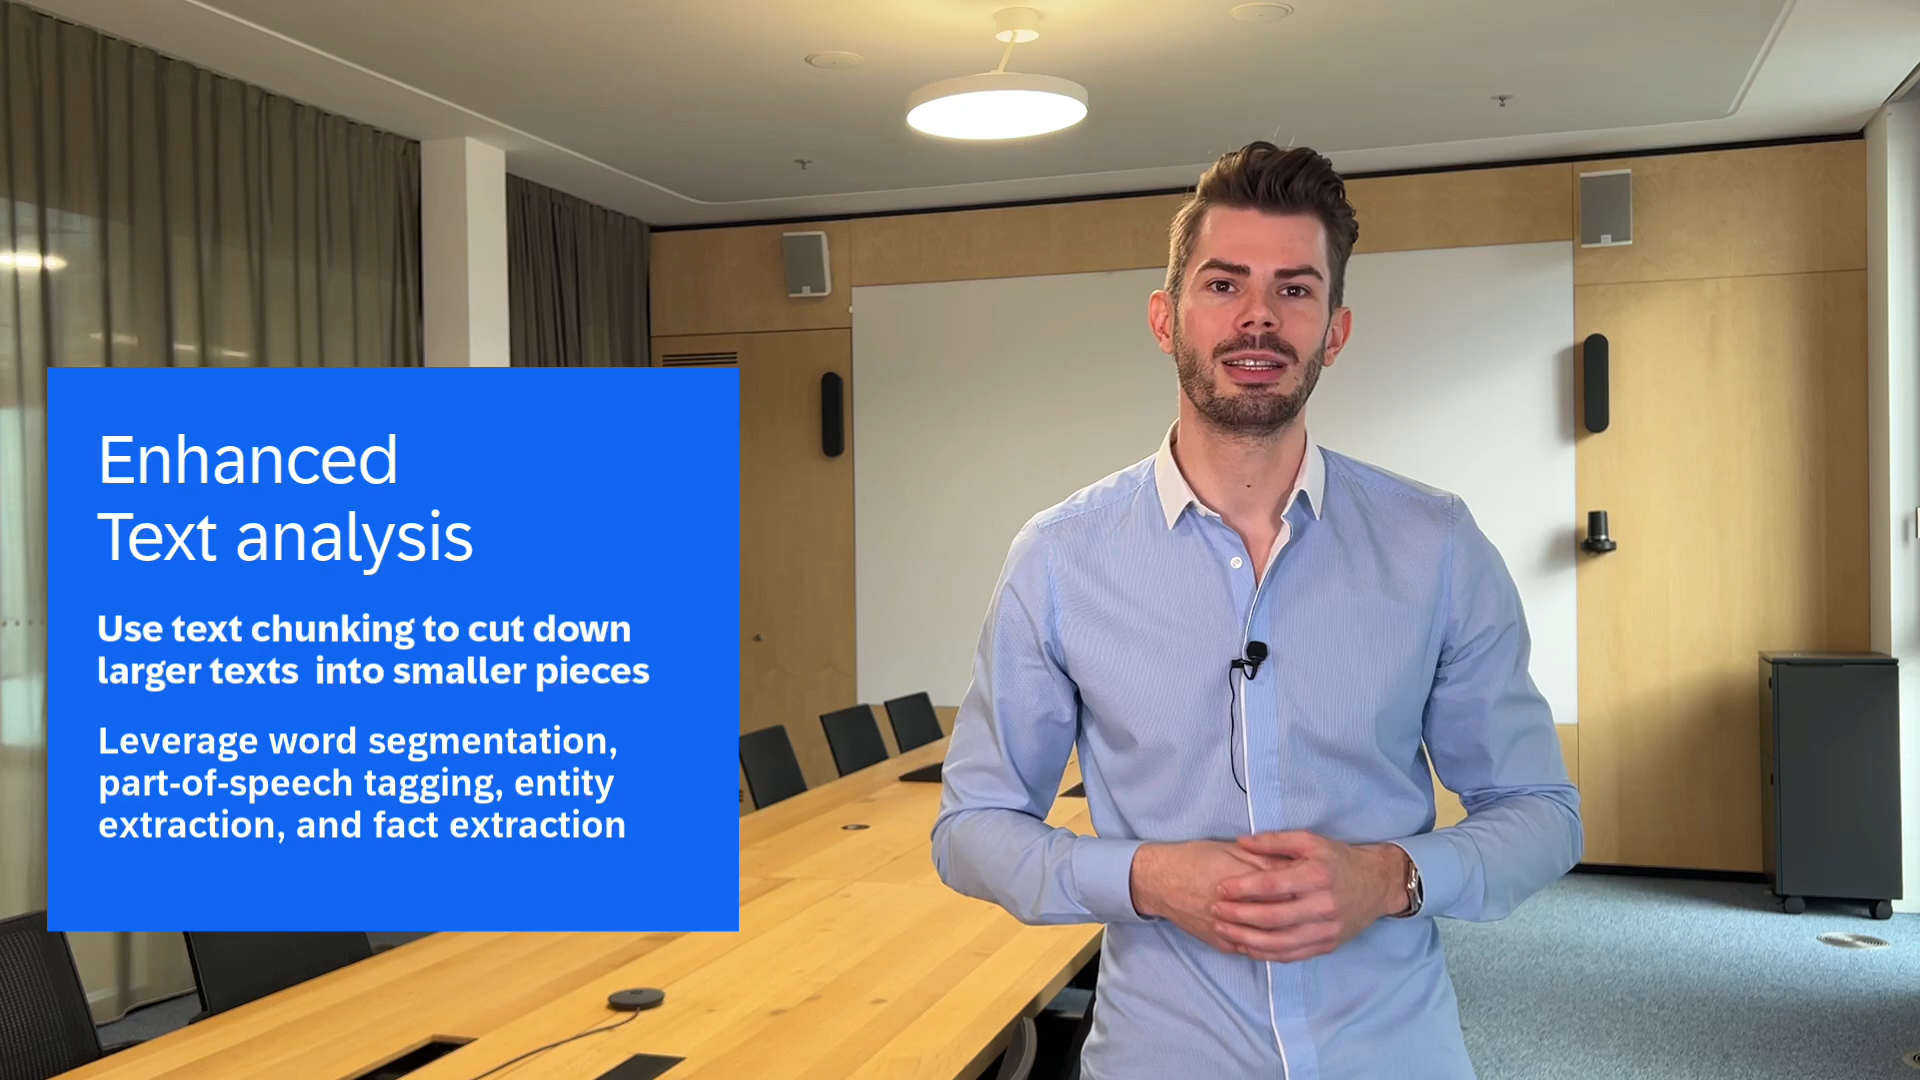 Enhanced
Text analysis
Use text chunking to cut down
larger texts  into smaller pieces
Leverage word segmentation,
part-of-speech tagging, entity
extraction, and fact extraction